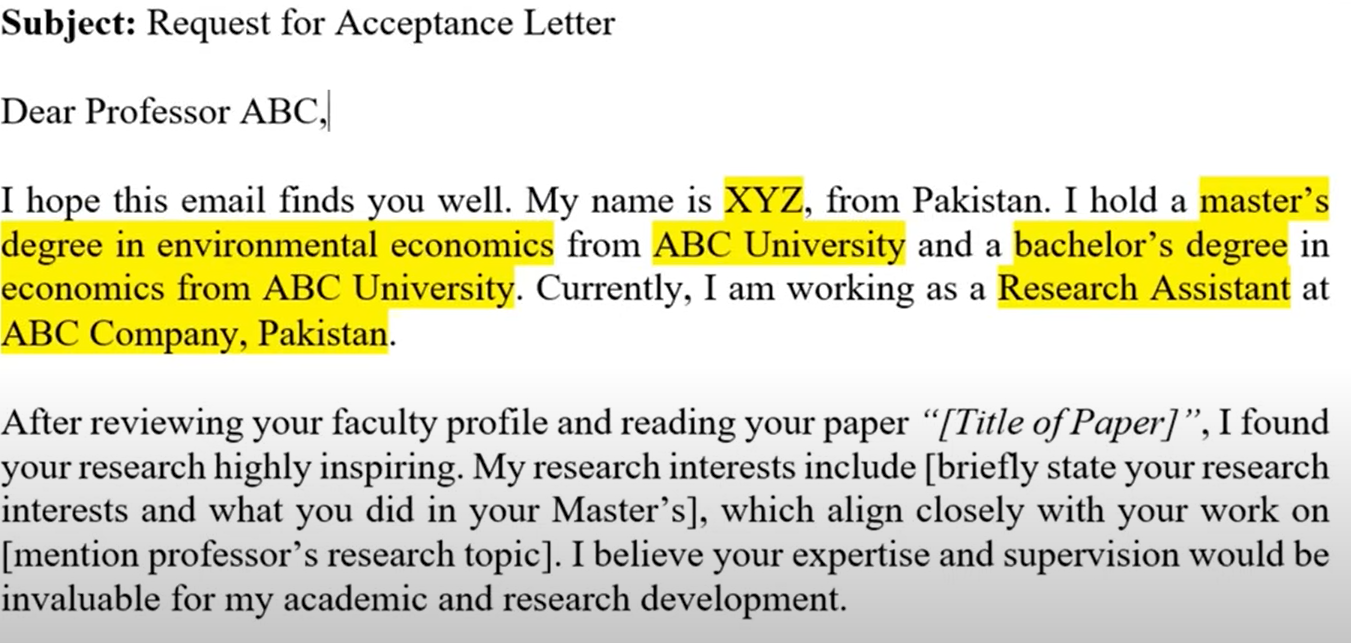 Subject: Request for Acceptance Letter
Dear Professor ABC,
I hope this email finds you well. My name is XYZ, from Pakistan. I hold a master’s
degree in environmental economics from ABC University and a bachelor’s degree in
economics from ABC University. Currently, I am working as a Research Assistant at
ABC Company, Pakistan.
After reviewing your faculty profile and reading your paper “[Title of Paper]”, I found
your research highly inspiring. My research interests include [briefly state your research
interests and what you did in your Master’s], which align closely with your work on
[mention professor’s research topic]. I believe your expertise and supervision would be
invaluable for my academic and research development.